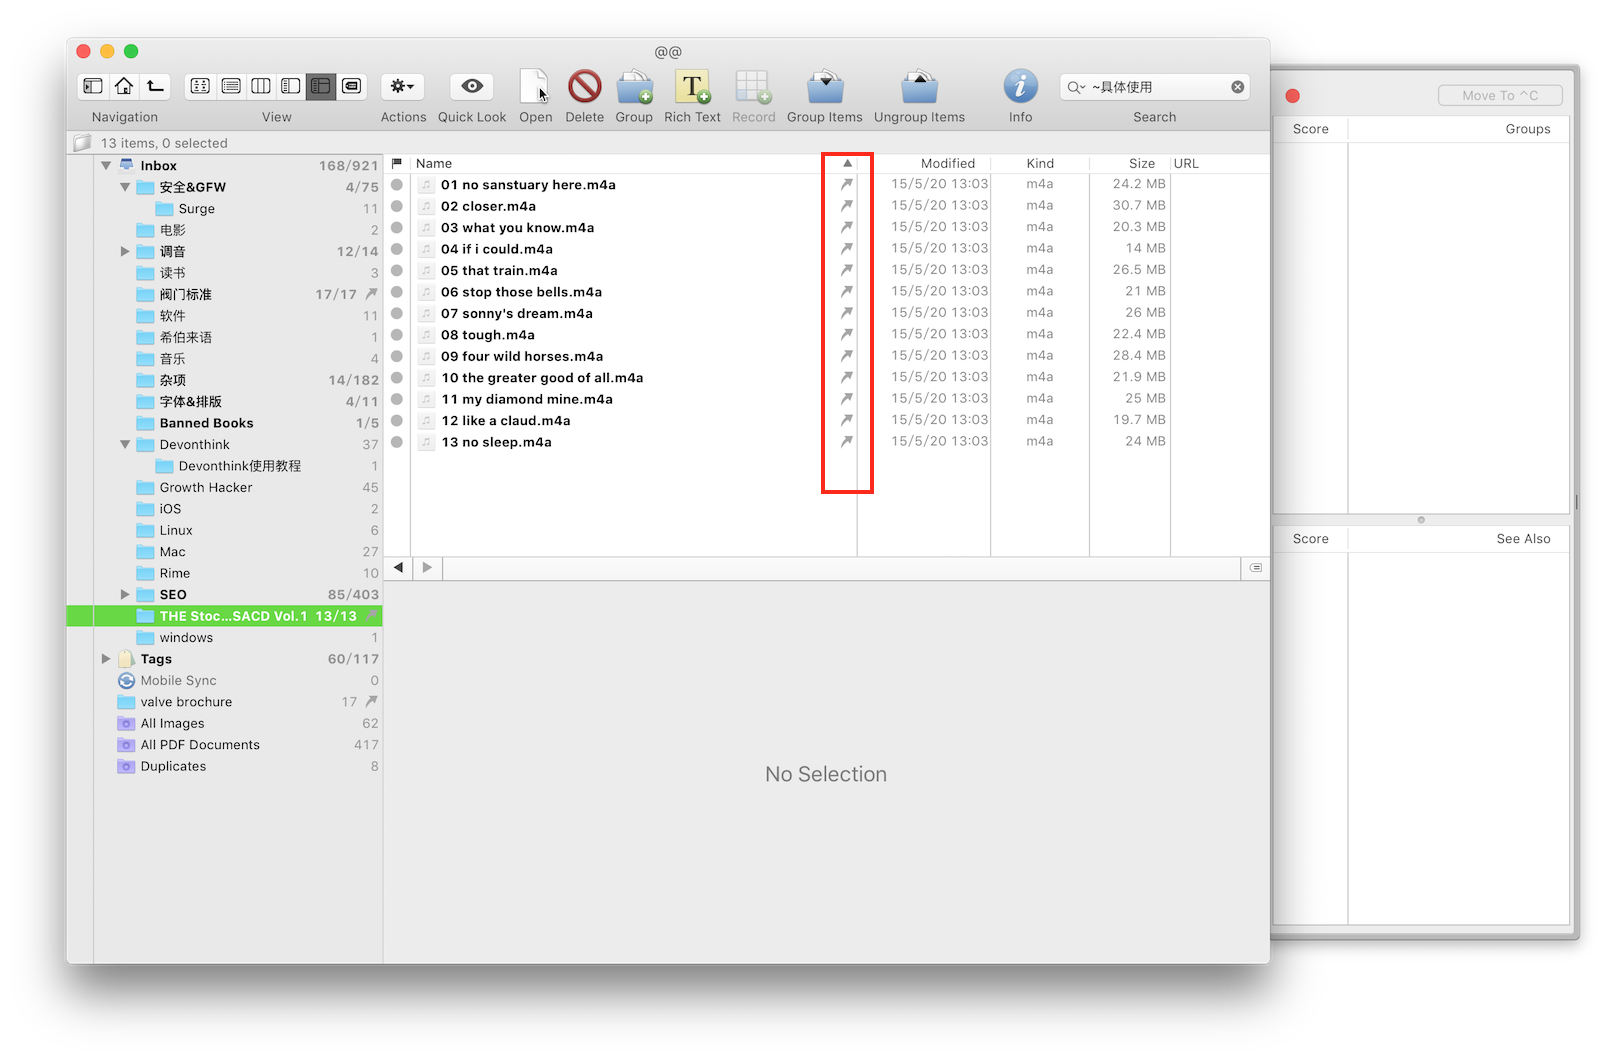 @@
Navigation View Actions Quick Look Open Delete Group Rich Text Record Group Items Ungroup Items Info Search
~具体使用
13 items, 0 selected
Inbox 168/921
安全&GFW 4/75
Surge 11
电影 2
调音 12/14
读书 3
阀门标准 17/17
软件 11
希伯来语 1
音乐 4
杂项 14/182
字体&排版 4/11
Banned Books 1/5
Devonthink 37
Devonthink使用教程 1
Growth Hacker 45
iOS 2
Linux 6
Mac 27
Rime 10
SEO 85/403
THE Stoc...SACD Vol.1 13/13
windows 1
Tags 60/117
Mobile Sync 0
valve brochure 17
All Images 62
All PDF Documents 417
Duplicates 8
Name Modified Kind Size URL
01 no sanstuary here.m4a 15/5/20 13:03 m4a 24.2 MB
02 closer.m4a 15/5/20 13:03 m4a 30.7 MB
03 what you know.m4a 15/5/20 13:03 m4a 20.3 MB
04 if i could.m4a 15/5/20 13:03 m4a 14 MB
05 that train.m4a 15/5/20 13:03 m4a 26.5 MB
06 stop those bells.m4a 15/5/20 13:03 m4a 21 MB
07 sonny's dream.m4a 15/5/20 13:03 m4a 26 MB
08 tough.m4a 15/5/20 13:03 m4a 22.4 MB
09 four wild horses.m4a 15/5/20 13:03 m4a 28.4 MB
10 the greater good of all.m4a 15/5/20 13:03 m4a 21.9 MB
11 my diamond mine.m4a 15/5/20 13:03 m4a 25 MB
12 like a claud.m4a 15/5/20 13:03 m4a 19.7 MB
13 no sleep.m4a 15/5/20 13:03 m4a 24 MB
No Selection
Move To ^C
Score Groups
Score See Also